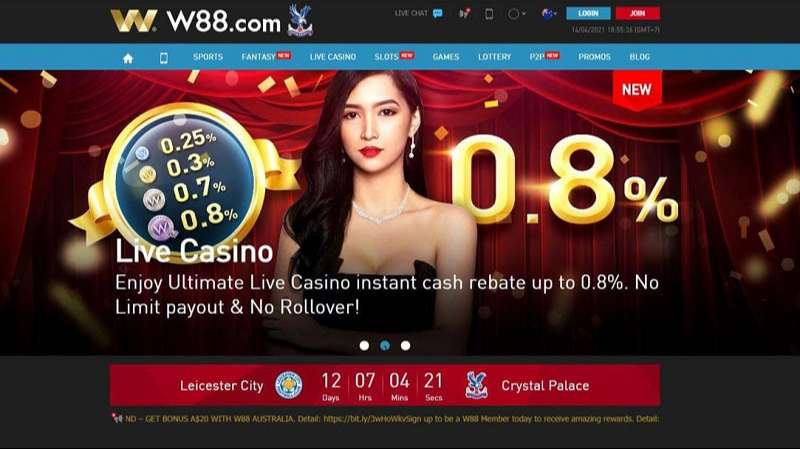 W88.com
LIVE CHAT
LOGIN
JOIN
14/04/2021 18:55:36 (GMT-7)
SPORTS
FANTASY NEW
LIVE CASINO
SLOTS NEW
GAMES
LOTTERY
P2P NEW
PROMOS
BLOG
NEW
0.25%
0.3%
0.7%
0.8%
0.8%
Live Casino
Enjoy Ultimate Live Casino instant cash rebate up to 0.8%. No
Limit payout & No Rollover!
Leicester City
12 Days
07 Hrs
04 Mins
21 Secs
Crystal Palace
ND – GET BONUS A$20 WITH W88 AUSTRALIA. Detail: https://bit.ly/3wHoWkvSign up to be a W88 Member today to receive amazing rewards. Detail: